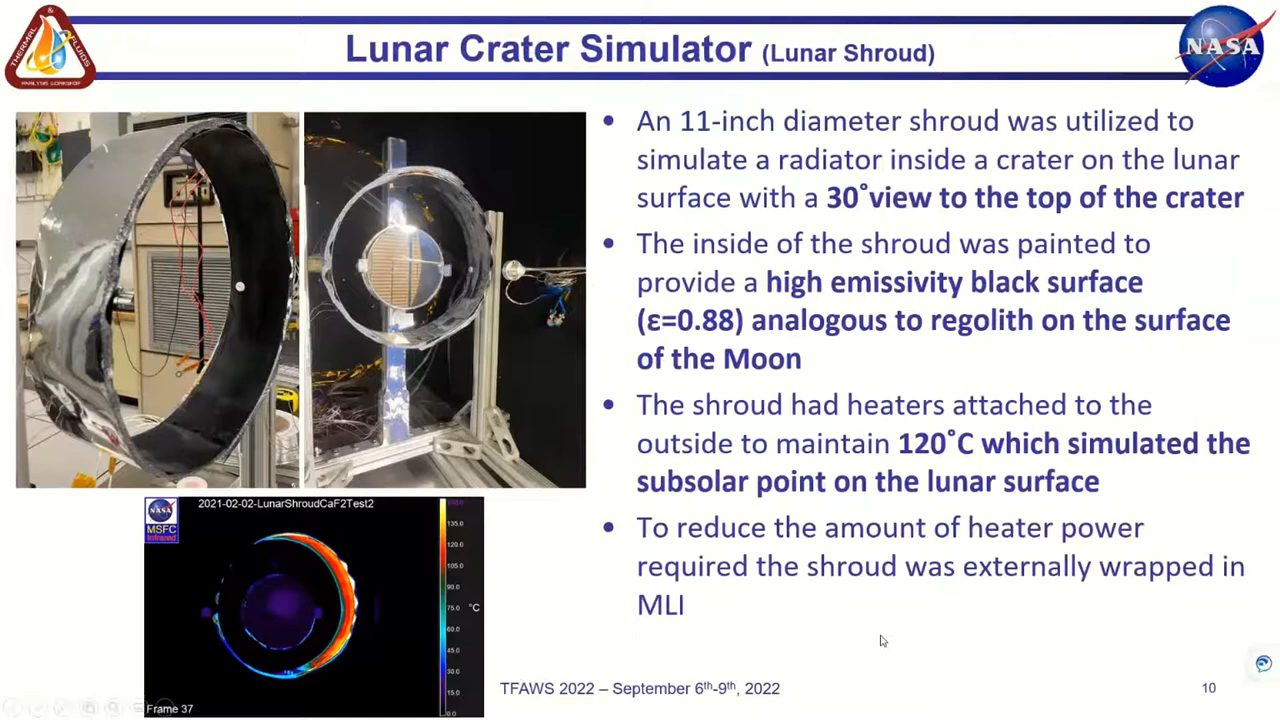 THERMAL & FLUIDS
ANALYSIS WORKSHOP
Lunar Crater Simulator (Lunar Shroud)
NASA
• An 11-inch diameter shroud was utilized to
simulate a radiator inside a crater on the lunar
surface with a 30˚view to the top of the crater
• The inside of the shroud was painted to
provide a high emissivity black surface
(ε=0.88) analogous to regolith on the surface
of the Moon
• The shroud had heaters attached to the
outside to maintain 120˚C which simulated the
subsolar point on the lunar surface
• To reduce the amount of heater power
required the shroud was externally wrapped in
MLI
NASA
MSFC
Infrared
2021-02-02-LunarShroudCaF2Test2
135.0
120.0
105.0
90.0
75.0
°C
60.0
45.0
30.0
15.0
0.0
Frame 37
TFAWS 2022 – September 6th-9th, 2022
10